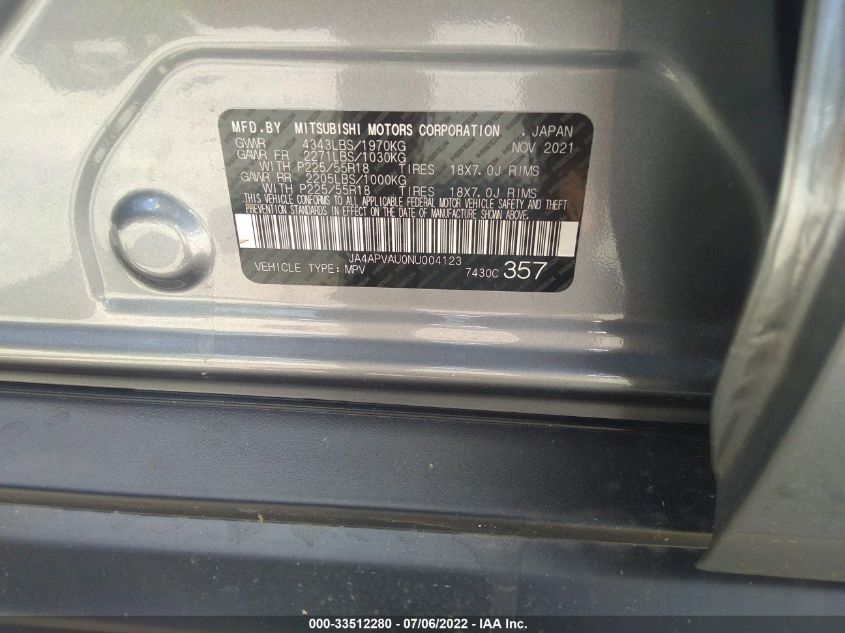 MFD.BY MITSUBISHI MOTORS CORPORATION . JAPAN
GVWR 4343LBS/1970KG NOV 2021
GAWR FR 2271LBS/1030KG
WITH P225/55R18 TIRES 18X7.0J RIMS
GAWR RR 2205LBS/1000KG
WITH P225/55R18 TIRES 18X7.0J RIMS
THIS VEHICLE CONFORMS TO ALL APPLICABLE FEDERAL MOTOR VEHICLE SAFETY AND THEFT
PREVENTION STANDARDS IN EFFECT ON THE DATE OF MANUFACTURE SHOWN ABOVE.
JA4APVAU0NU004123
VEHICLE TYPE:MPV 7430C 357
000-33512280 - 07/06/2022 - IAA Inc.